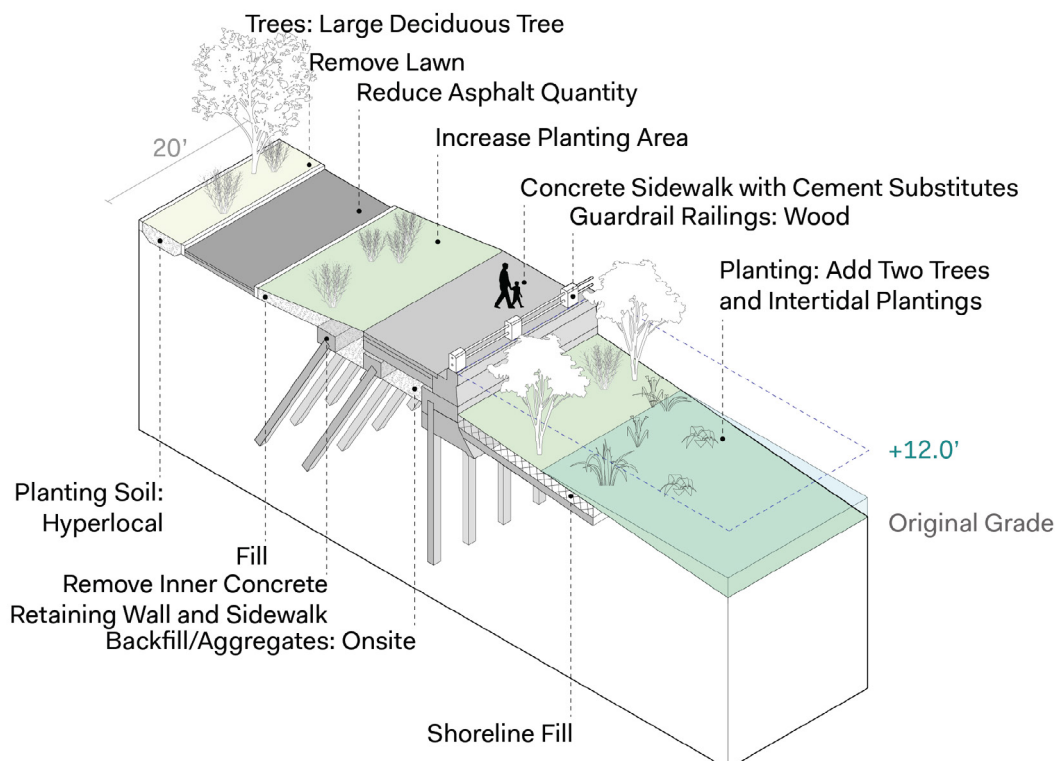 Trees: Large Deciduous Tree
Remove Lawn
Reduce Asphalt Quantity
20’
Increase Planting Area
Concrete Sidewalk with Cement Substitutes
Guardrail Railings: Wood
Planting: Add Two Trees
and Intertidal Plantings
+12.0’
Original Grade
Planting Soil:
Hyperlocal
Fill
Remove Inner Concrete
Retaining Wall and Sidewalk
Backfill/Aggregates: Onsite
Shoreline Fill